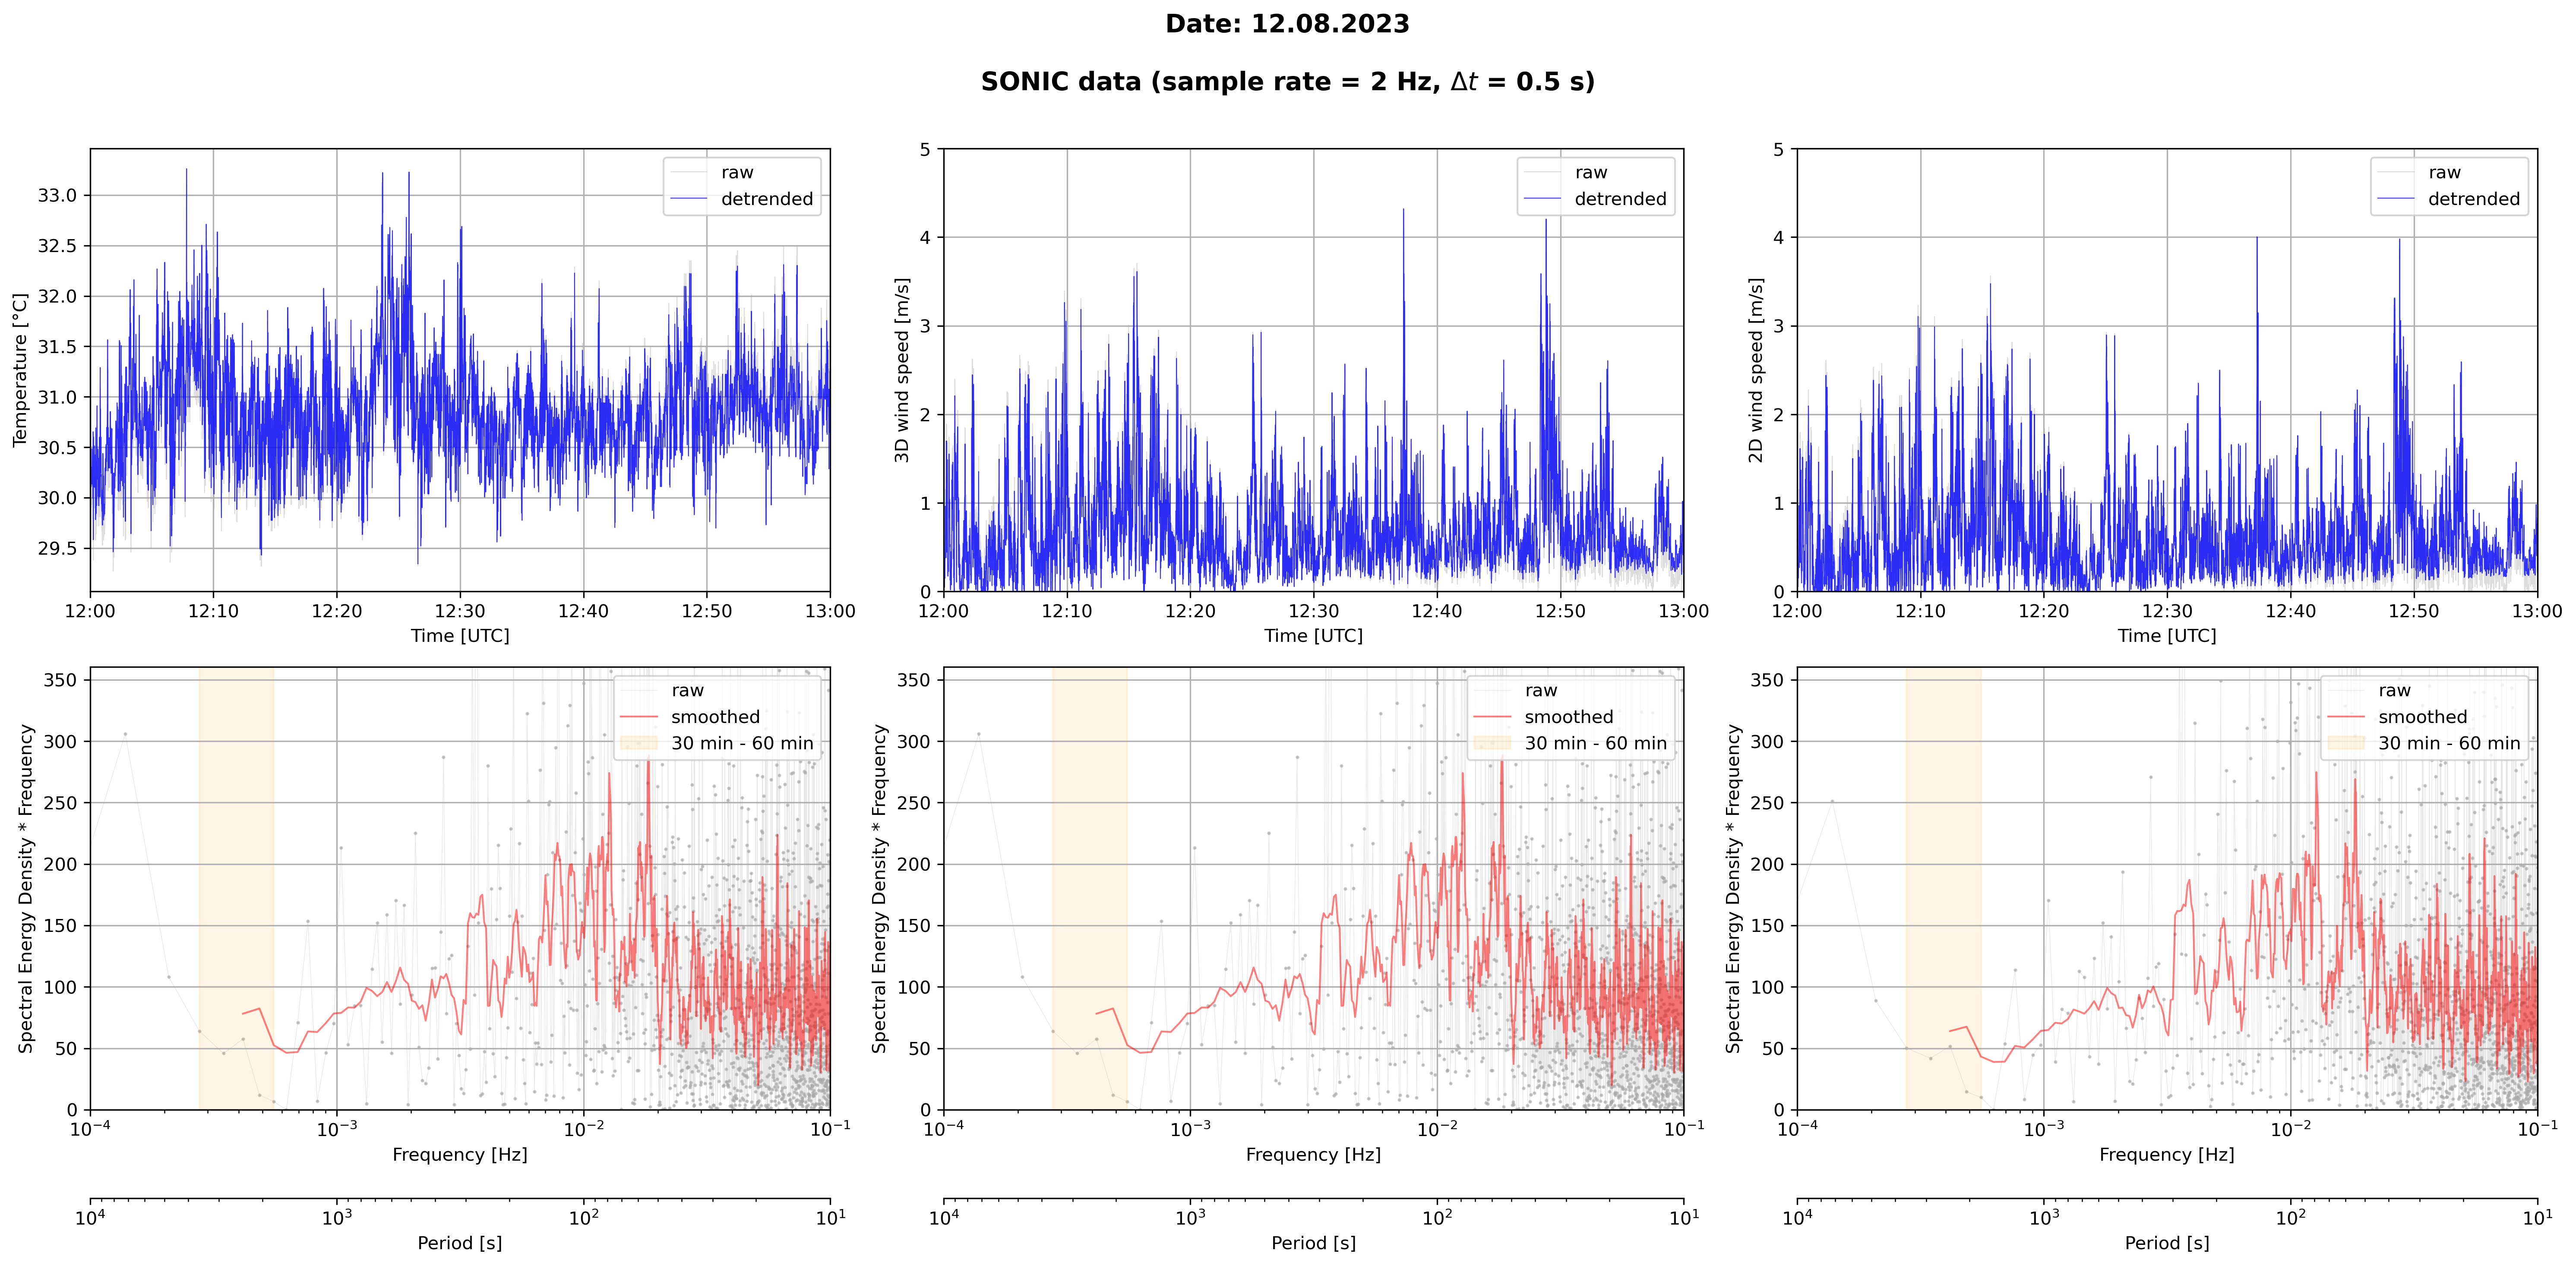 Date: 12.08.2023
SONIC data (sample rate = 2 Hz, Δt = 0.5 s)
Temperature [°C]
33.0
32.5
32.0
31.5
31.0
30.5
30.0
29.5
raw
detrended
12:00 12:10 12:20 12:30 12:40 12:50 13:00
Time [UTC]
3D wind speed [m/s]
5
4
3
2
1
0
raw
detrended
12:00 12:10 12:20 12:30 12:40 12:50 13:00
Time [UTC]
2D wind speed [m/s]
5
4
3
2
1
0
raw
detrended
12:00 12:10 12:20 12:30 12:40 12:50 13:00
Time [UTC]
Spectral Energy Density * Frequency
350
300
250
200
150
100
50
0
raw
smoothed
30 min - 60 min
10⁻⁴ 10⁻³ 10⁻² 10⁻¹
Frequency [Hz]
10⁴ 10³ 10² 10¹
Period [s]
Spectral Energy Density * Frequency
350
300
250
200
150
100
50
0
raw
smoothed
30 min - 60 min
10⁻⁴ 10⁻³ 10⁻² 10⁻¹
Frequency [Hz]
10⁴ 10³ 10² 10¹
Period [s]
Spectral Energy Density * Frequency
350
300
250
200
150
100
50
0
raw
smoothed
30 min - 60 min
10⁻⁴ 10⁻³ 10⁻² 10⁻¹
Frequency [Hz]
10⁴ 10³ 10² 10¹
Period [s]